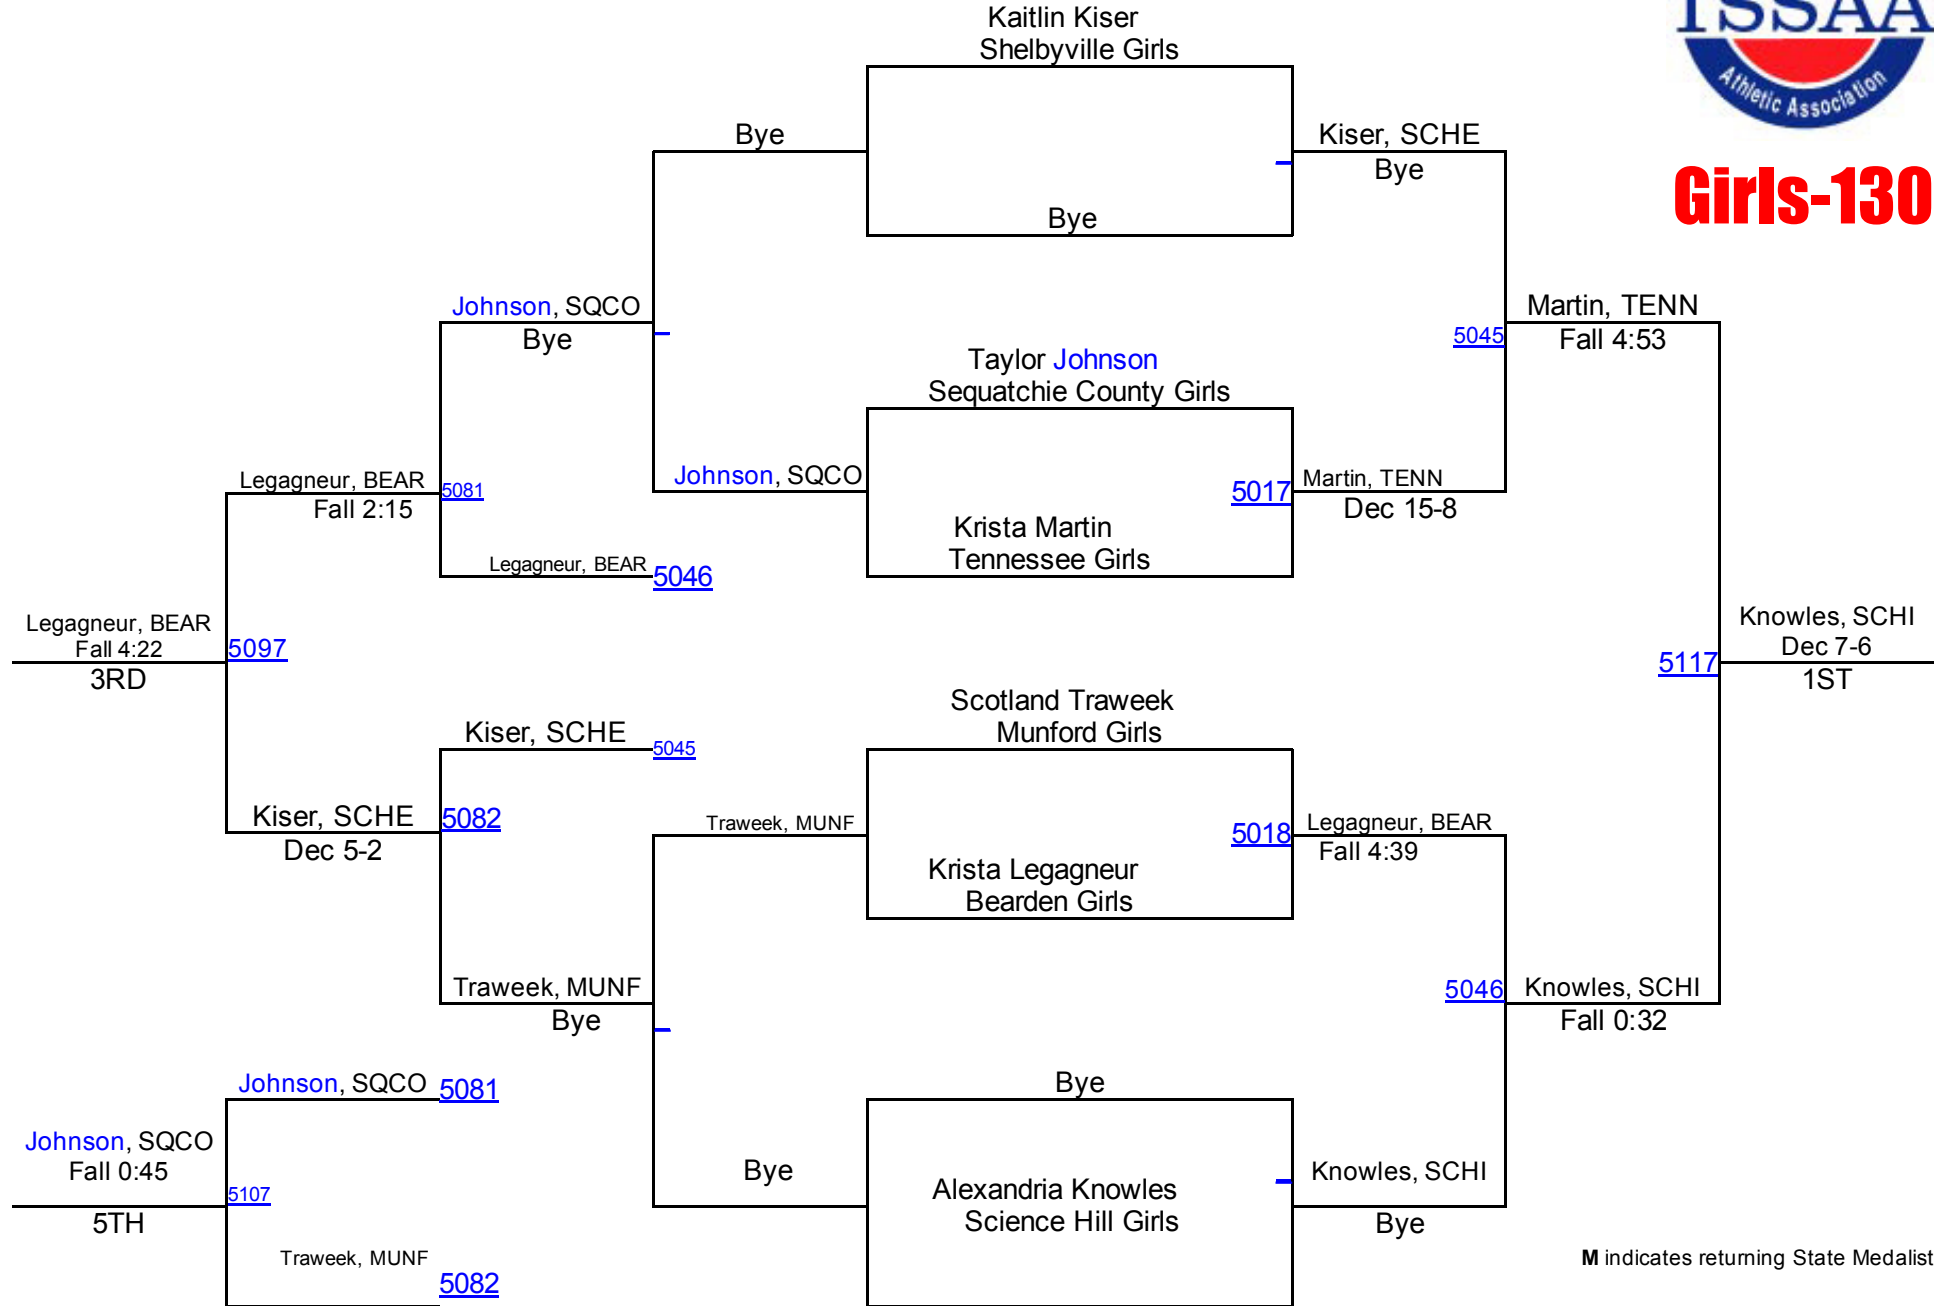 Kaitlin Kiser
Shelbyville Girls
TSSAA
Athletic Association
Girls-130
Bye
Kiser, SCHE
Bye
Bye
Johnson, SQCO
Bye
Martin, TENN
5045
Fall 4:53
Taylor Johnson
Sequatchie County Girls
Legagneur, BEAR
5081
Fall 2:15
Johnson, SQCO
5017
Martin, TENN
Dec 15-8
Krista Martin
Tennessee Girls
Legagneur, BEAR
5046
Legagneur, BEAR
Fall 4:22
5097
3RD
Knowles, SCHI
Dec 7-6
5117
1ST
Scotland Traweek
Munford Girls
Kiser, SCHE
5045
Kiser, SCHE
5082
Dec 5-2
Traweek, MUNF
5018
Legagneur, BEAR
Fall 4:39
Krista Legagneur
Bearden Girls
Traweek, MUNF
Bye
5046
Knowles, SCHI
Fall 0:32
Johnson, SQCO
5081
Bye
Johnson, SQCO
Fall 0:45
5107
5TH
Bye
Alexandria Knowles
Science Hill Girls
Knowles, SCHI
Bye
Traweek, MUNF
5082
M indicates returning State Medalist